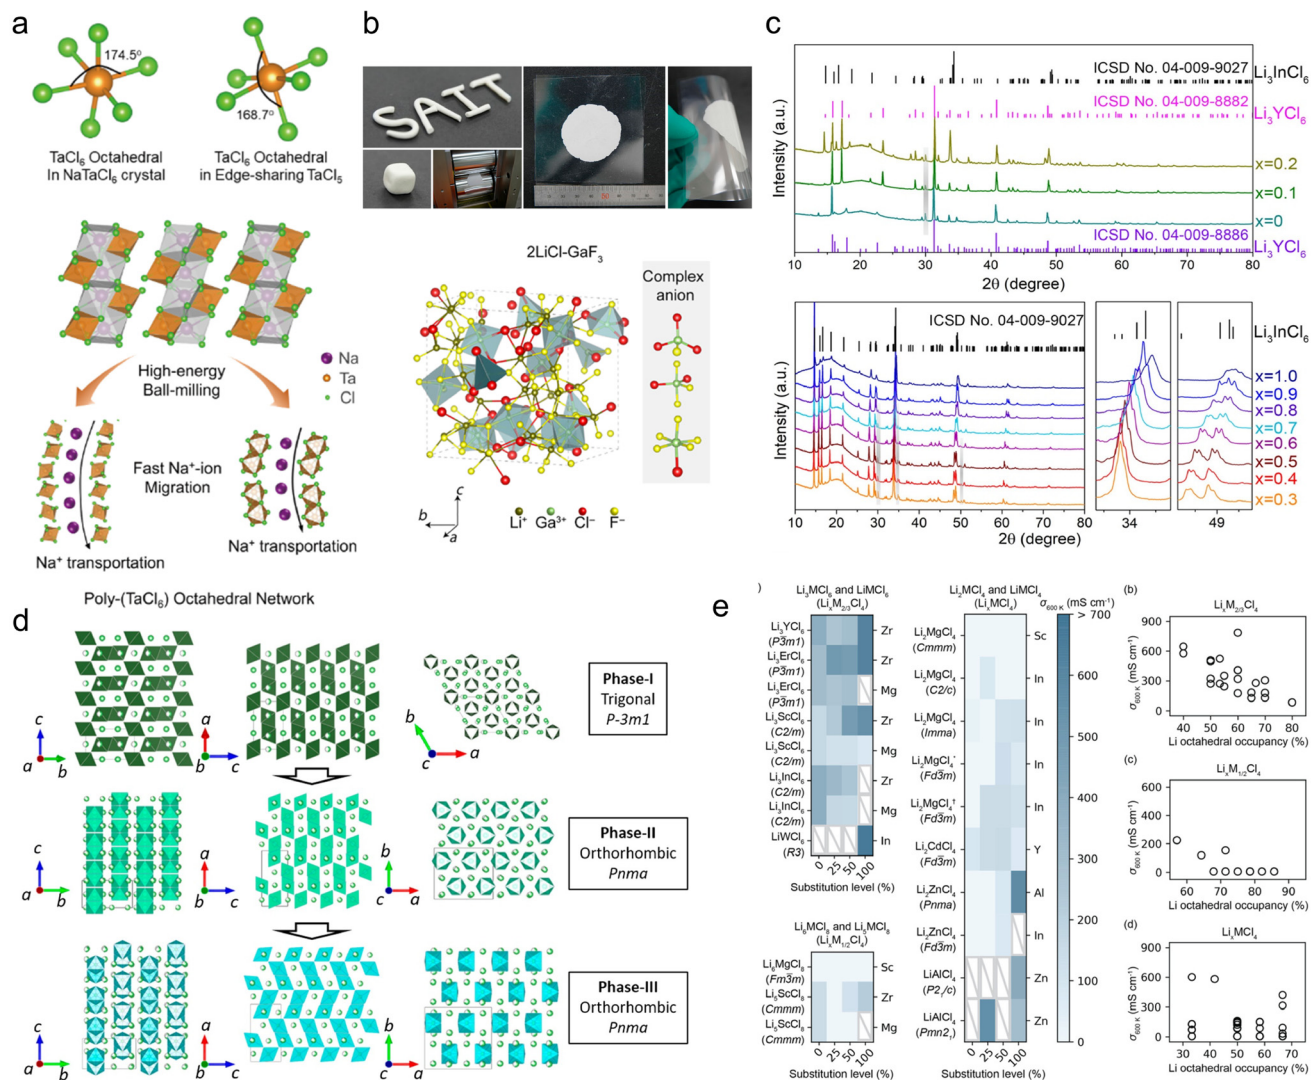 a
174.5°
168.7°
TaCl6 Octahedral
In NaTaCl6 crystal
TaCl6 Octahedral
in Edge-sharing TaCl5
High-energy
Ball-milling
Na
Ta
Cl
Fast Na+-ion
Migration
Na+ transportation
Na+ transportation
Poly-(TaCl6) Octahedral Network
b
SAIT
2LiCl-GaF3
Complex
anion
c
b
a
Li+ Ga3+ Cl− F−
c
Intensity (a.u.)
ICSD No. 04-009-9027
Li3InCl6
ICSD No. 04-009-8882
Li3YCl6
x=0.2
x=0.1
x=0
ICSD No. 04-009-8886
Li3YCl6
10 20 30 40 50 60 70 80
2θ (degree)
Intensity (a.u.)
ICSD No. 04-009-9027
Li3InCl6
x=1.0
x=0.9
x=0.8
x=0.7
x=0.6
x=0.5
x=0.4
x=0.3
10 20 30 40 50 60 70 80
34
49
2θ (degree)
d
c
a b
a
b c
b
c a
Phase-I
Trigonal
P-3m1
c
a b
a
b c
b
c a
Phase-II
Orthorhombic
Pnma
c
a b
a
b c
b
c a
Phase-III
Orthorhombic
Pnma
e
)
Li3MCl6 and LiMCl6
(LixM2/3Cl4)
Li3YCl6
(P3̅m1)
Zr
Li3ErCl6
(P3̅m1)
Zr
Li3ErCl6
(P3̅m1)
Mg
Li3ScCl6
(C2/m)
Zr
Li3ScCl6
(C2/m)
Mg
Li3InCl6
(C2/m)
Zr
Li3InCl6
(C2/m)
Mg
LiWCl6
(R3)
In
0 25 50 100
Substitution level (%)
Li6MCl8 and Li5MCl8
(LixM1/2Cl4)
Li6MgCl8
(Fm3̅m)
Sc
Li5ScCl8
(Cmmm)
Zr
Li5ScCl8
(Cmmm)
Mg
0 25 50 100
Substitution level (%)
Li2MCl4 and LiMCl4
(LixMCl4)
Li2MgCl4
(Cmmm)
Sc
Li2MgCl4
(C2/c)
In
Li2MgCl4
(Imma)
In
Li2MgCl4*
(Fd3̅m)
In
Li2MgCl4†
(Fd3̅m)
In
Li2CdCl4
(Fd3̅m)
Y
Li2ZnCl4
(Pnma)
Al
Li2ZnCl4
(Fd3̅m)
In
LiAlCl4
(P21/c)
Zn
LiAlCl4
(Pmn21)
Zn
0 25 50 100
Substitution level (%)
σ600 K (mS cm-1)
> 700
600
500
400
300
200
100
0
(b)
LixM2/3Cl4
900
600
300
0
σ600 K (mS cm-1)
40 50 60 70 80
Li octahedral occupancy (%)
(c)
LixM1/2Cl4
600
400
200
0
σ600 K (mS cm-1)
60 70 80 90
Li octahedral occupancy (%)
(d)
LixMCl4
900
600
300
0
σ600 K (mS cm-1)
30 40 50 60 70
Li octahedral occupancy (%)